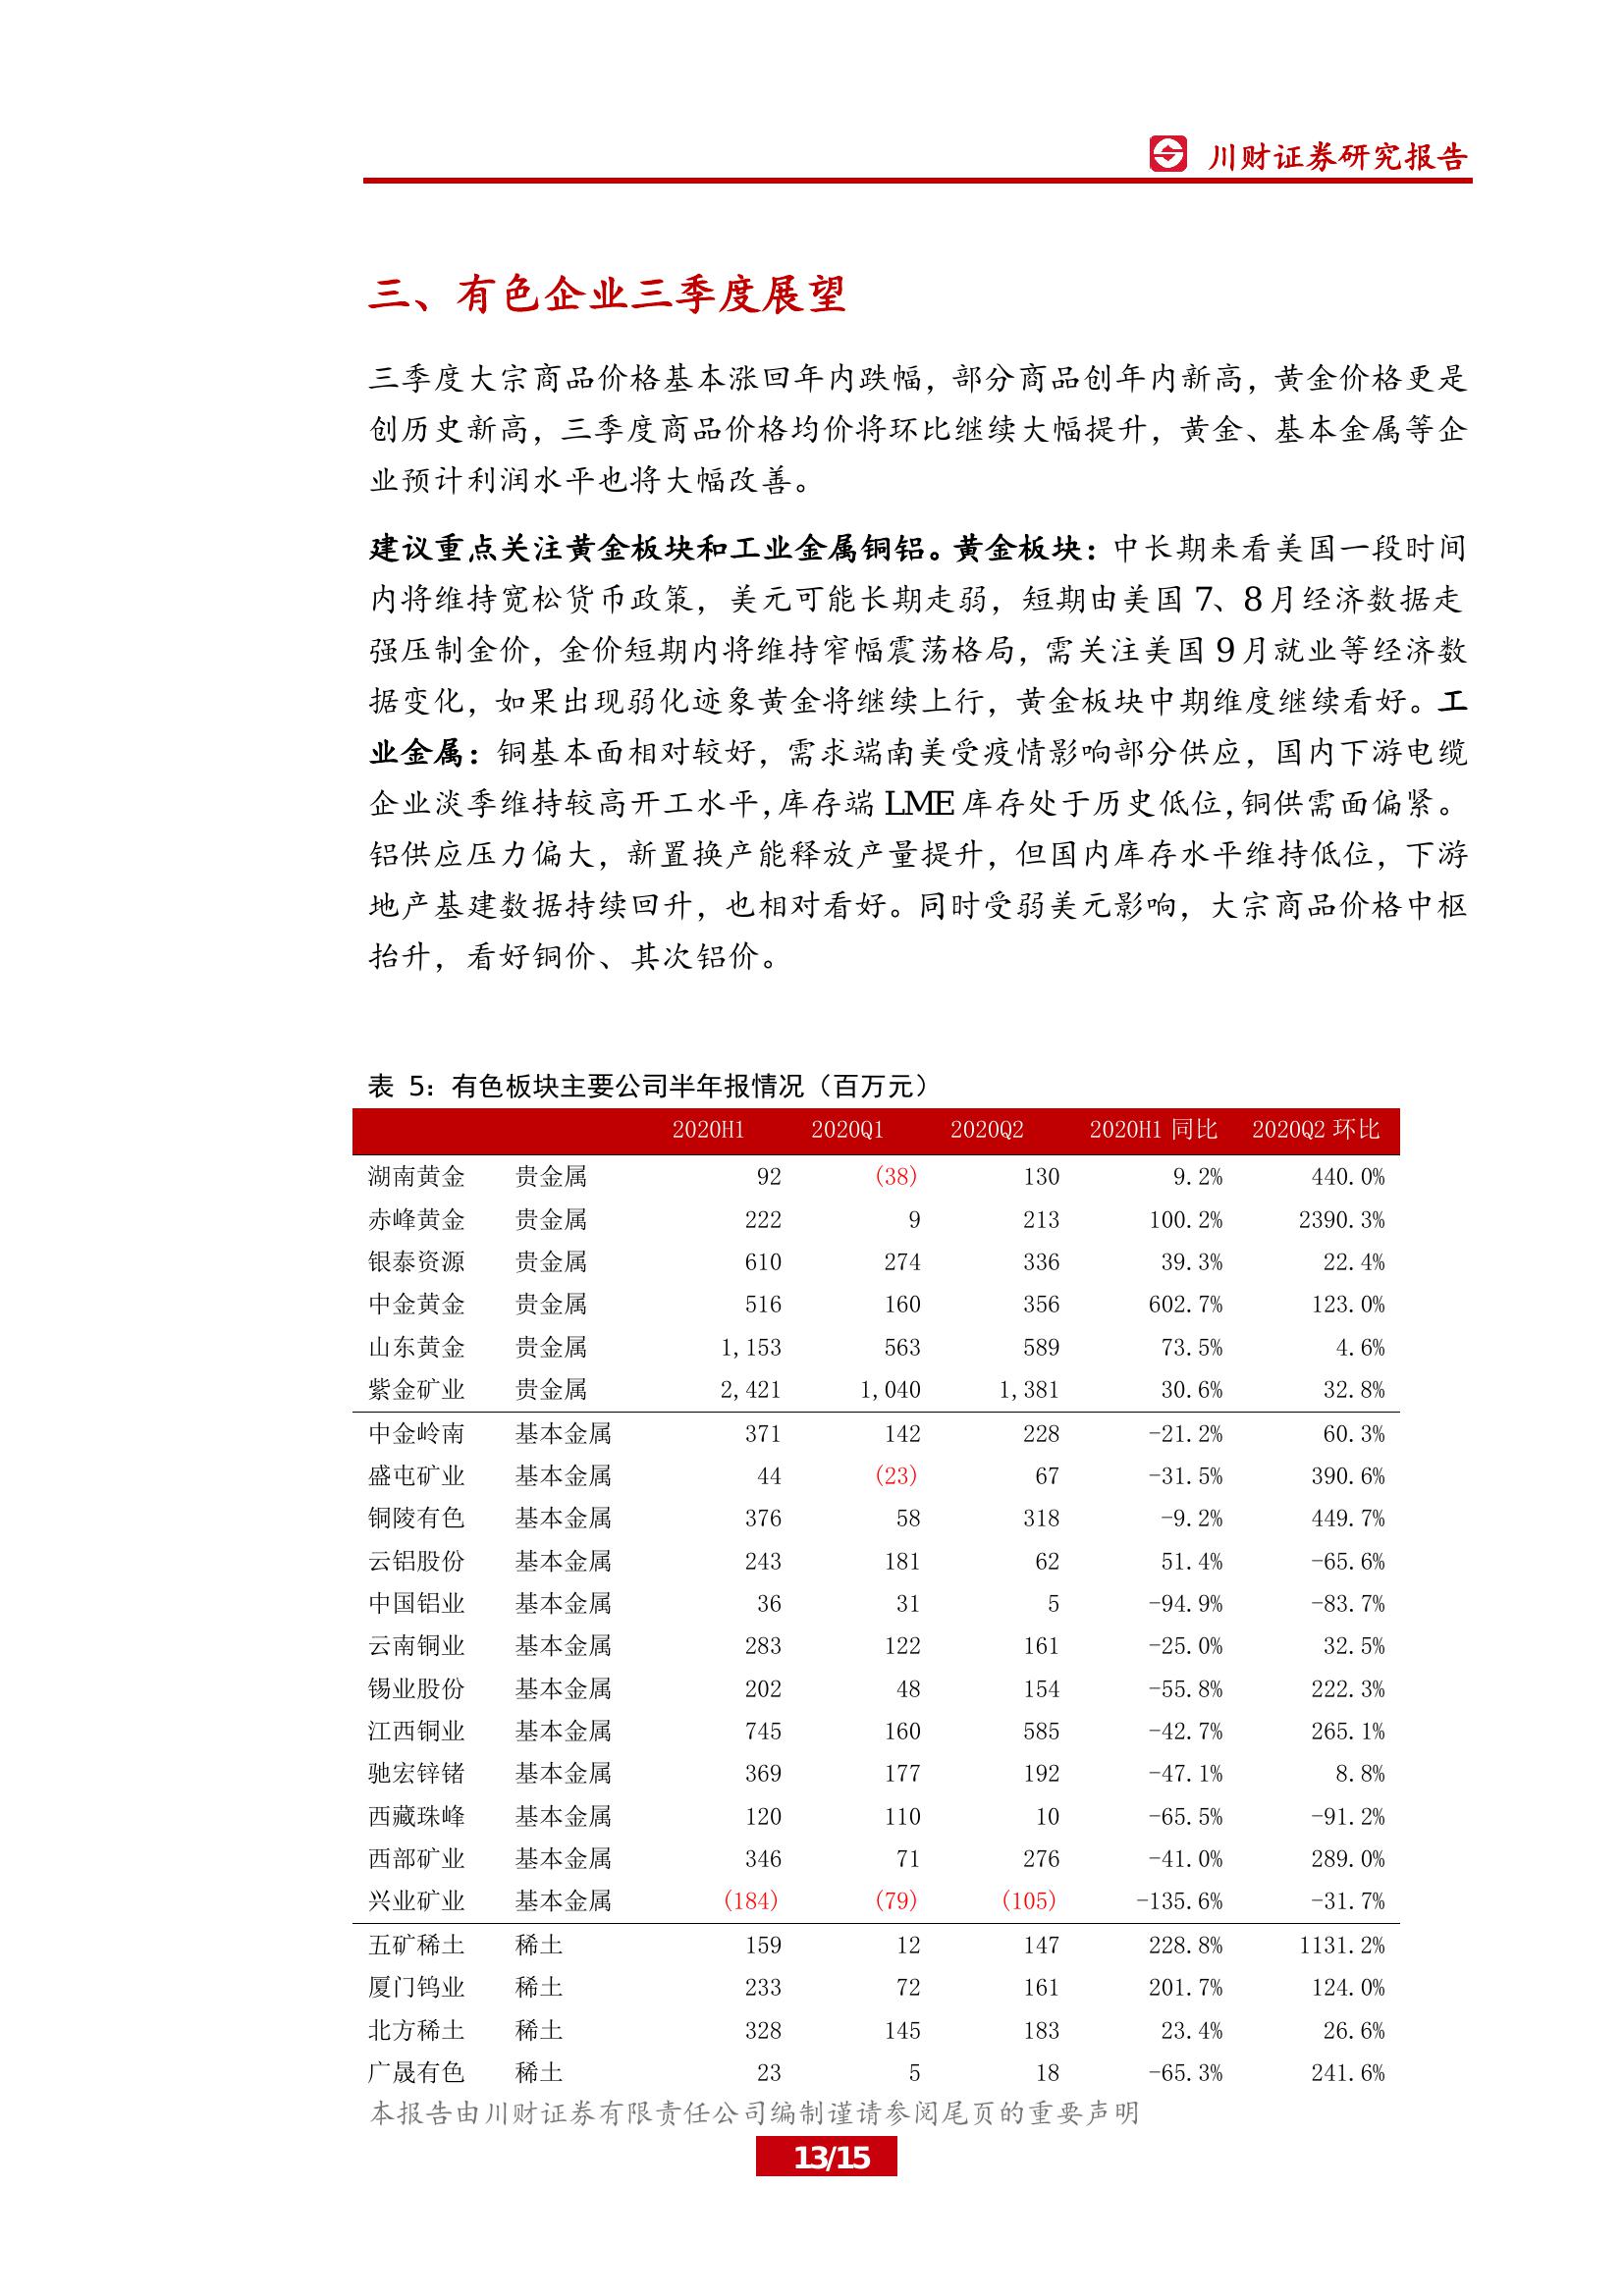 川财证券研究报告
三、有色企业三季度展望
三季度大宗商品价格基本涨回年内跌幅，部分商品创年内新高，黄金价格更是
创历史新高，三季度商品价格均价将环比继续大幅提升，黄金、基本金属等企
业预计利润水平也将大幅改善。
建议重点关注黄金板块和工业金属铜铝。黄金板块：中长期来看美国一段时间
内将维持宽松货币政策，美元可能长期走弱，短期由美国 7、8 月经济数据走
强压制金价，金价短期内将维持窄幅震荡格局，需关注美国 9 月就业等经济数
据变化，如果出现弱化迹象黄金将继续上行，黄金板块中期维度继续看好。工
业金属：铜基本面相对较好，需求端南美受疫情影响部分供应，国内下游电缆
企业淡季维持较高开工水平，库存端 LME 库存处于历史低位，铜供需面偏紧。
铝供应压力偏大，新置换产能释放产量提升，但国内库存水平维持低位，下游
地产基建数据持续回升，也相对看好。同时受弱美元影响，大宗商品价格中枢
抬升，看好铜价、其次铝价。
表 5：有色板块主要公司半年报情况（百万元）
2020H1 2020Q1 2020Q2 2020H1 同比 2020Q2 环比
湖南黄金 贵金属 92 (38) 130 9.2% 440.0%
赤峰黄金 贵金属 222 9 213 100.2% 2390.3%
银泰资源 贵金属 610 274 336 39.3% 22.4%
中金黄金 贵金属 516 160 356 602.7% 123.0%
山东黄金 贵金属 1,153 563 589 73.5% 4.6%
紫金矿业 贵金属 2,421 1,040 1,381 30.6% 32.8%
中金岭南 基本金属 371 142 228 -21.2% 60.3%
盛屯矿业 基本金属 44 (23) 67 -31.5% 390.6%
铜陵有色 基本金属 376 58 318 -9.2% 449.7%
云铝股份 基本金属 243 181 62 51.4% -65.6%
中国铝业 基本金属 36 31 5 -94.9% -83.7%
云南铜业 基本金属 283 122 161 -25.0% 32.5%
锡业股份 基本金属 202 48 154 -55.8% 222.3%
江西铜业 基本金属 745 160 585 -42.7% 265.1%
驰宏锌锗 基本金属 369 177 192 -47.1% 8.8%
西藏珠峰 基本金属 120 110 10 -65.5% -91.2%
西部矿业 基本金属 346 71 276 -41.0% 289.0%
兴业矿业 基本金属 (184) (79) (105) -135.6% -31.7%
五矿稀土 稀土 159 12 147 228.8% 1131.2%
厦门钨业 稀土 233 72 161 201.7% 124.0%
北方稀土 稀土 328 145 183 23.4% 26.6%
广晟有色 稀土 23 5 18 -65.3% 241.6%
本报告由川财证券有限责任公司编制谨请参阅尾页的重要声明
13/15